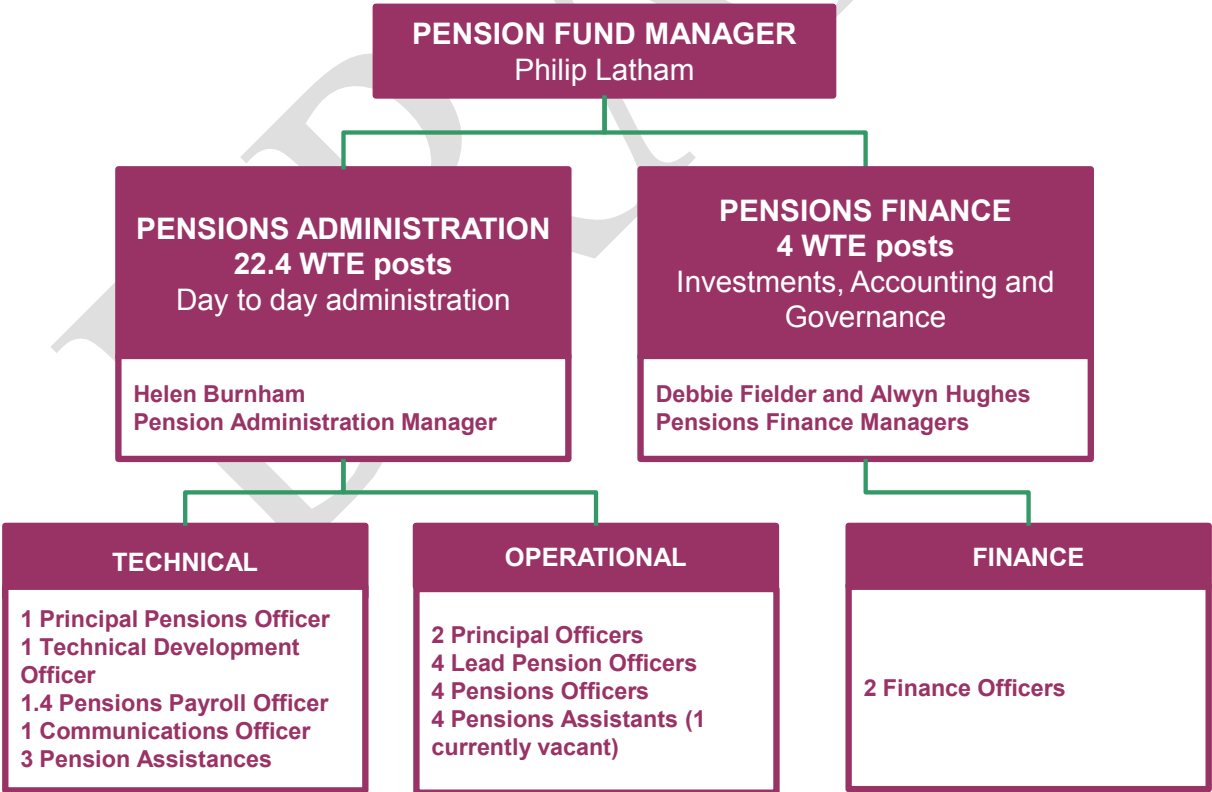 PENSION FUND MANAGER
Philip Latham
PENSIONS ADMINISTRATION
22.4 WTE posts
Day to day administration
Helen Burnham
Pension Administration Manager
PENSIONS FINANCE
4 WTE posts
Investments, Accounting and
Governance
Debbie Fielder and Alwyn Hughes
Pensions Finance Managers
TECHNICAL
1 Principal Pensions Officer
1 Technical Development
Officer
1.4 Pensions Payroll Officer
1 Communications Officer
3 Pension Assistances
OPERATIONAL
2 Principal Officers
4 Lead Pension Officers
4 Pensions Officers
4 Pensions Assistants (1
currently vacant)
FINANCE
2 Finance Officers